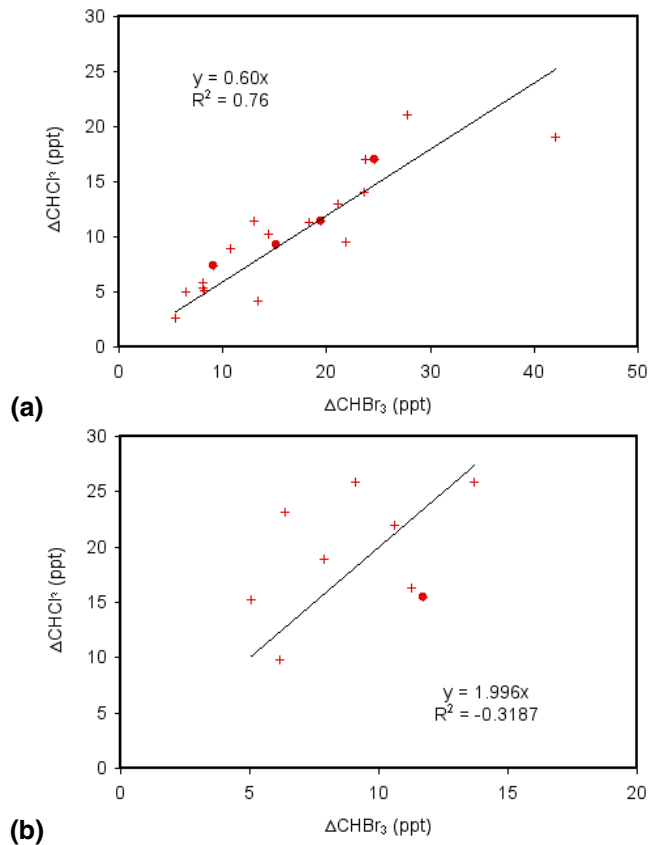 30
25
20
15
10
5
0
ΔCHCl³ (ppt)
y = 0.60x
R² = 0.76
0 10 20 30 40 50
ΔCHBr₃ (ppt)
(a)
30
25
20
15
10
5
0
ΔCHCl³ (ppt)
y = 1.996x
R² = -0.3187
0 5 10 15 20
ΔCHBr₃ (ppt)
(b)